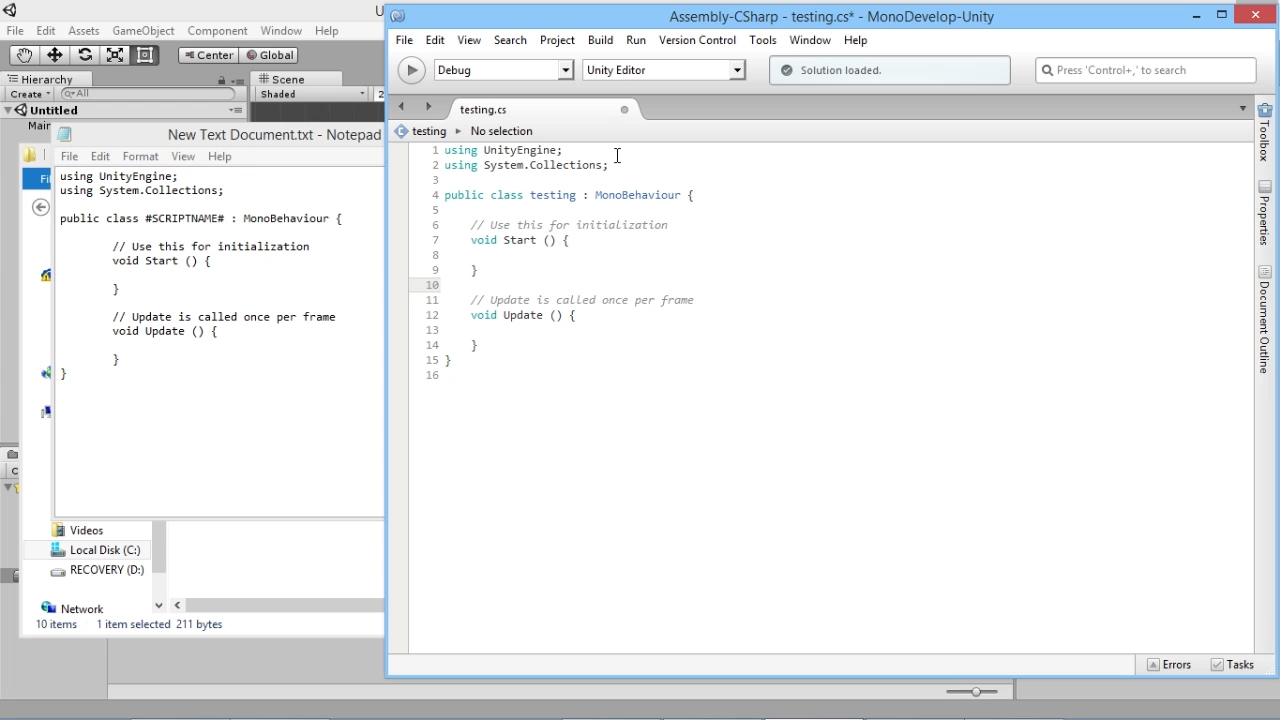 U
File Edit Assets GameObject Component Window Help
Center Global
Hierarchy
Create All
Untitled
Main
Scene
Shaded
2
New Text Document.txt - Notepad
File Edit Format View Help
using UnityEngine;
using System.Collections;
public class #SCRIPTNAME# : MonoBehaviour {
// Use this for initialization
void Start () {
}
// Update is called once per frame
void Update () {
}
}
Fil
Videos
Local Disk (C:)
RECOVERY (D:)
Network
10 items 1 item selected 211 bytes
Assembly-CSharp - testing.cs* - MonoDevelop-Unity
File Edit View Search Project Build Run Version Control Tools Window Help
Debug Unity Editor Solution loaded. Press 'Control+,' to search
testing.cs
testing No selection
1 using UnityEngine;
2 using System.Collections;
3
4 public class testing : MonoBehaviour {
5
6 // Use this for initialization
7 void Start () {
8
9 }
10
11 // Update is called once per frame
12 void Update () {
13
14 }
15 }
16
Toolbox
Properties
Document Outline
Errors Tasks